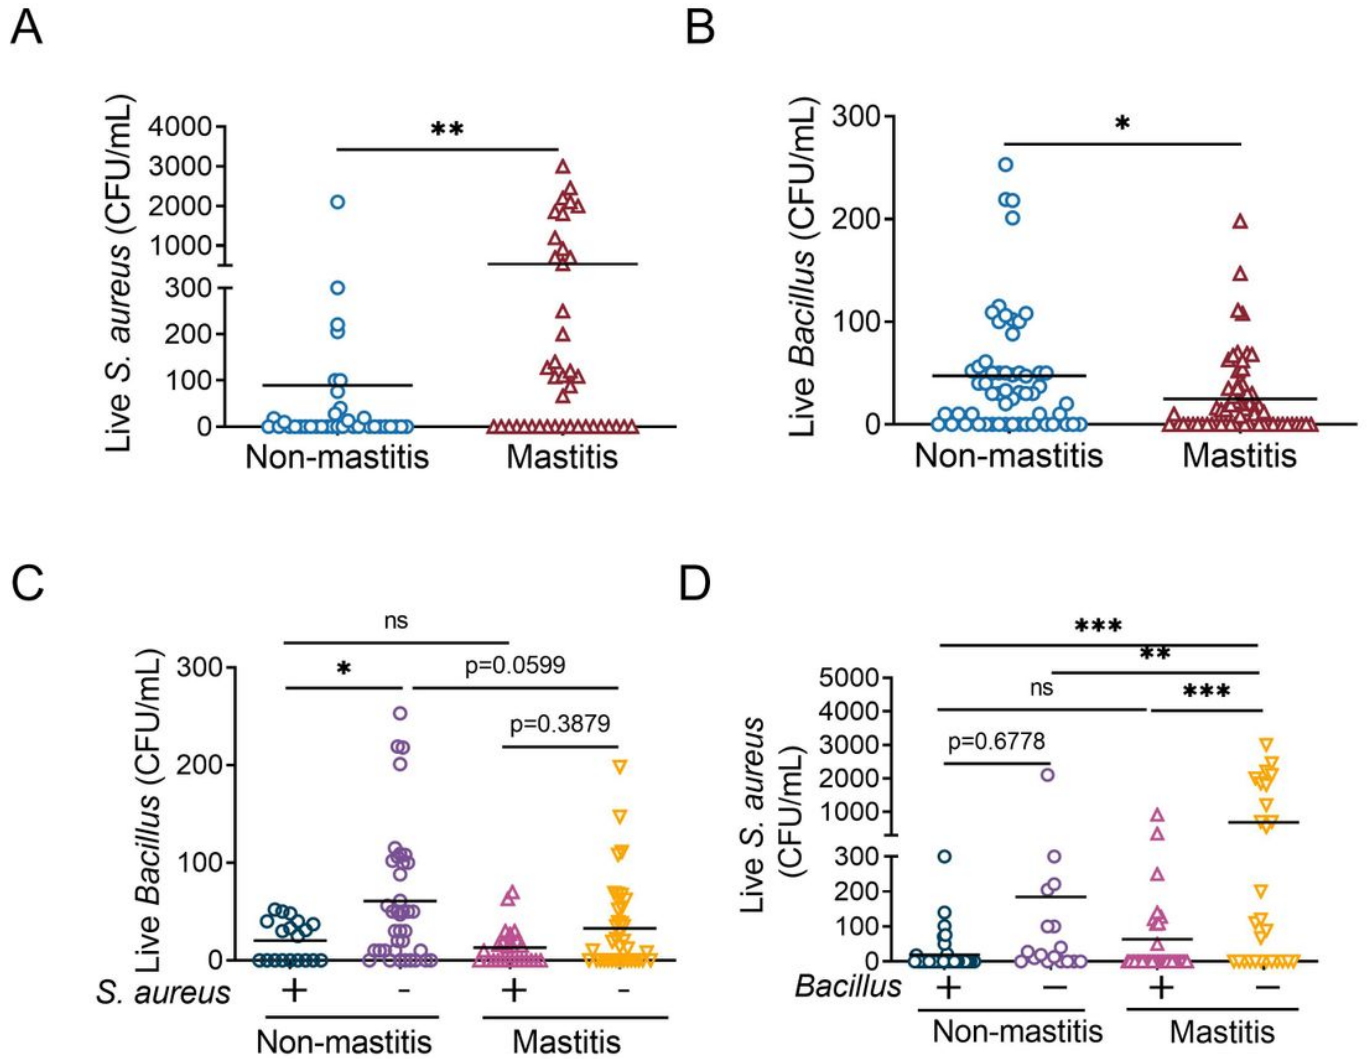 A
B
Live S. aureus (CFU/mL)
4000
3000
2000
1000
300
200
100
0
**
Non-mastitis
Mastitis
Live Bacillus (CFU/mL)
300
200
100
0
*
Non-mastitis
Mastitis
C
D
Live Bacillus (CFU/mL)
300
200
100
0
ns
*
p=0.0599
p=0.3879
S. aureus
+ - + -
Non-mastitis
Mastitis
Live S. aureus
(CFU/mL)
5000
4000
3000
2000
1000
300
200
100
0
***
**
ns
***
p=0.6778
Bacillus
+ − + −
Non-mastitis
Mastitis